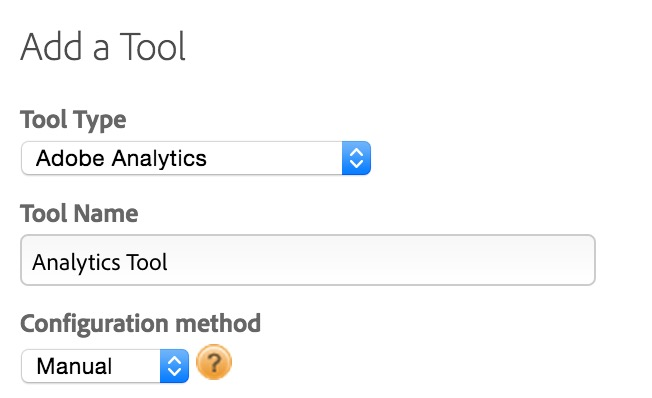 Add a Tool
Tool Type
Adobe Analytics
Tool Name
Analytics Tool
Configuration method
Manual ?